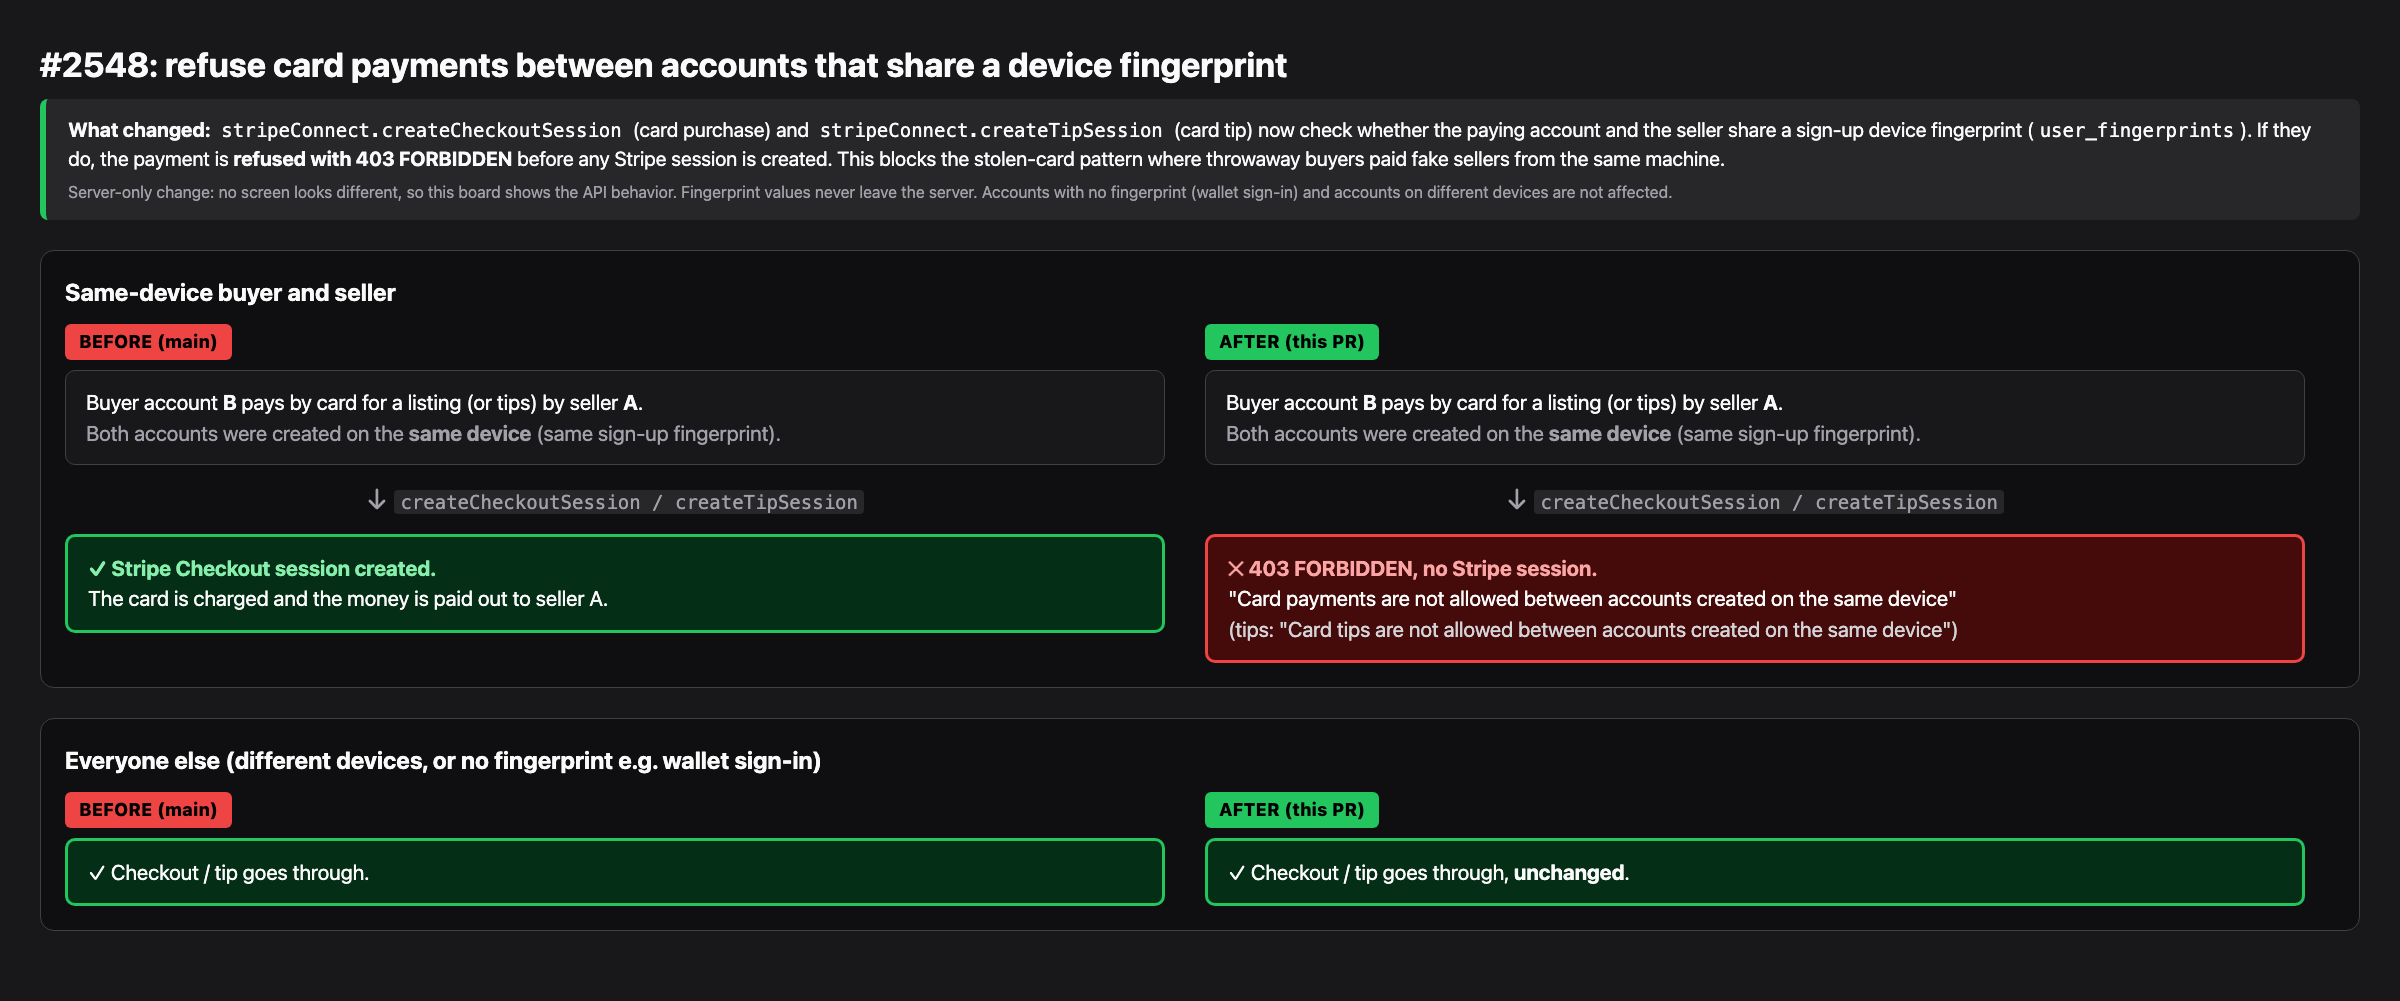 #2548: refuse card payments between accounts that share a device fingerprint
What changed: stripeConnect.createCheckoutSession (card purchase) and stripeConnect.createTipSession (card tip) now check whether the paying account and the seller share a sign-up device fingerprint ( user_fingerprints ). If they
do, the payment is refused with 403 FORBIDDEN before any Stripe session is created. This blocks the stolen-card pattern where throwaway buyers paid fake sellers from the same machine.
Server-only change: no screen looks different, so this board shows the API behavior. Fingerprint values never leave the server. Accounts with no fingerprint (wallet sign-in) and accounts on different devices are not affected.
Same-device buyer and seller
BEFORE (main)
Buyer account B pays by card for a listing (or tips) by seller A.
Both accounts were created on the same device (same sign-up fingerprint).
↓ createCheckoutSession / createTipSession
✓ Stripe Checkout session created.
The card is charged and the money is paid out to seller A.
AFTER (this PR)
Buyer account B pays by card for a listing (or tips) by seller A.
Both accounts were created on the same device (same sign-up fingerprint).
↓ createCheckoutSession / createTipSession
✕ 403 FORBIDDEN, no Stripe session.
"Card payments are not allowed between accounts created on the same device"
(tips: "Card tips are not allowed between accounts created on the same device")
Everyone else (different devices, or no fingerprint e.g. wallet sign-in)
BEFORE (main)
✓ Checkout / tip goes through.
AFTER (this PR)
✓ Checkout / tip goes through, unchanged.